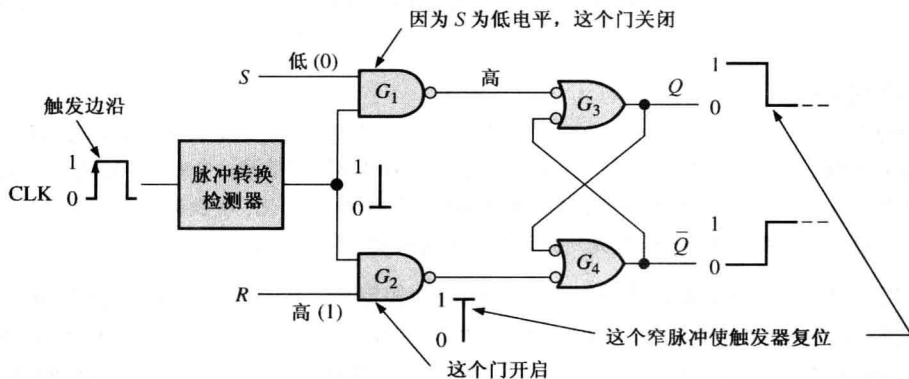 因为 S 为低电平，这个门关闭
低 (0)
S
G1
高
G3
Q
1
0
触发边沿
1
0
CLK
脉冲转换
检测器
1
0
G2
R
高 (1)
G4
Q̄
1
0
1
0
这个窄脉冲使触发器复位
这个门开启